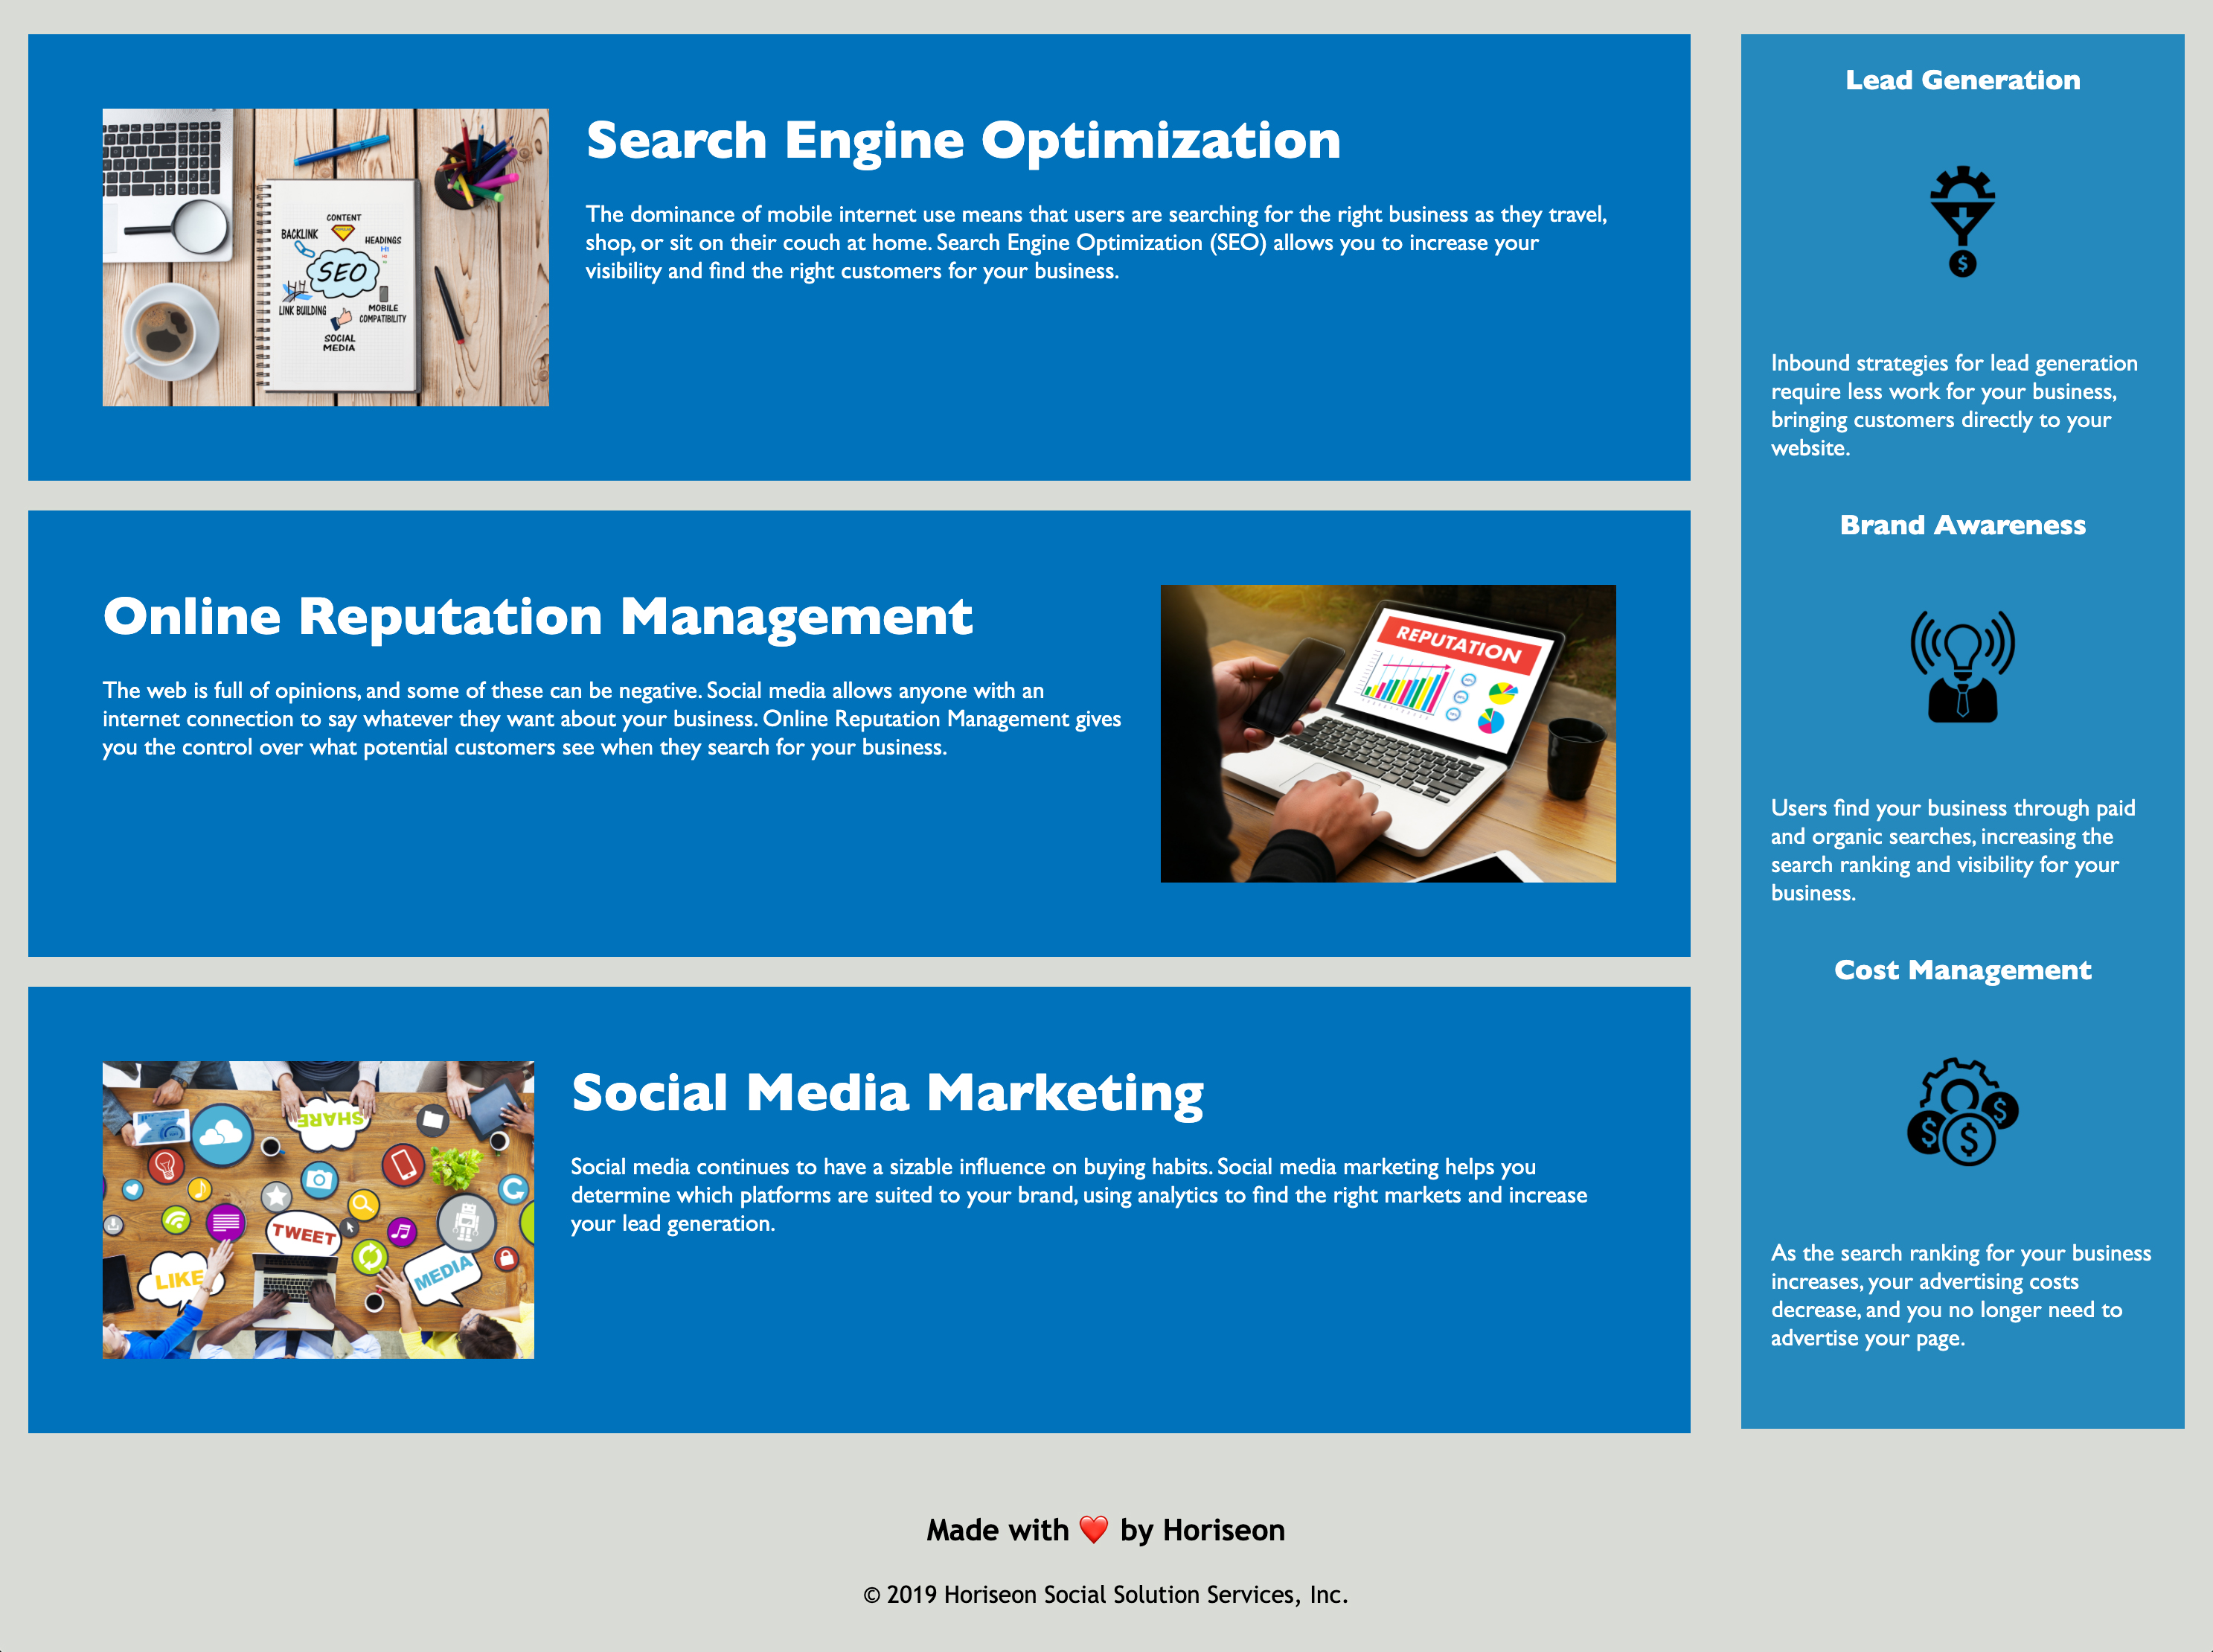 Search Engine Optimization
The dominance of mobile internet use means that users are searching for the right business as they travel,
shop, or sit on their couch at home. Search Engine Optimization (SEO) allows you to increase your
visibility and find the right customers for your business.
CONTENT
BACKLINK
HEADINGS
SEO
LINK BUILDING
MOBILE
COMPATIBILITY
SOCIAL
MEDIA
Online Reputation Management
The web is full of opinions, and some of these can be negative. Social media allows anyone with an
internet connection to say whatever they want about your business. Online Reputation Management gives
you the control over what potential customers see when they search for your business.
REPUTATION
Social Media Marketing
Social media continues to have a sizable influence on buying habits. Social media marketing helps you
determine which platforms are suited to your brand, using analytics to find the right markets and increase
your lead generation.
SHARE
TWEET
LIKE
MEDIA
Lead Generation
$
Inbound strategies for lead generation
require less work for your business,
bringing customers directly to your
website.
Brand Awareness
Users find your business through paid
and organic searches, increasing the
search ranking and visibility for your
business.
Cost Management
$
$
$
As the search ranking for your business
increases, your advertising costs
decrease, and you no longer need to
advertise your page.
Made with ❤️ by Horiseon
© 2019 Horiseon Social Solution Services, Inc.